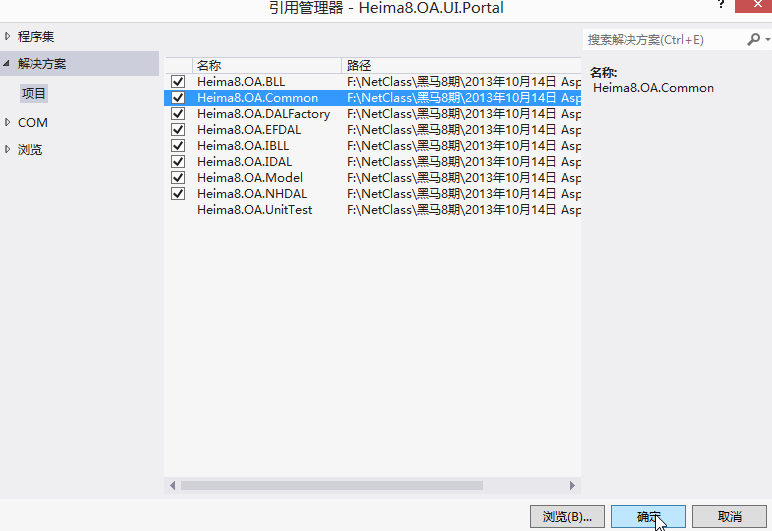 引用管理器 - Heima8.OA.UI.Portal
?
程序集
解决方案
项目
COM
浏览
搜索解决方案(Ctrl+E)
名称 路径
Heima8.OA.BLL F:\NetClass\黑马8期\2013年10月14日 Asp
Heima8.OA.Common F:\NetClass\黑马8期\2013年10月14日 Asp
Heima8.OA.DALFactory F:\NetClass\黑马8期\2013年10月14日 Asp
Heima8.OA.EFDAL F:\NetClass\黑马8期\2013年10月14日 Asp
Heima8.OA.IBLL F:\NetClass\黑马8期\2013年10月14日 Asp
Heima8.OA.IDAL F:\NetClass\黑马8期\2013年10月14日 Asp
Heima8.OA.Model F:\NetClass\黑马8期\2013年10月14日 Asp
Heima8.OA.NHDAL F:\NetClass\黑马8期\2013年10月14日 Asp
Heima8.OA.UnitTest F:\NetClass\黑马8期\2013年10月14日 Asp
名称:
Heima8.OA.Common
浏览(B)... 确定 取消